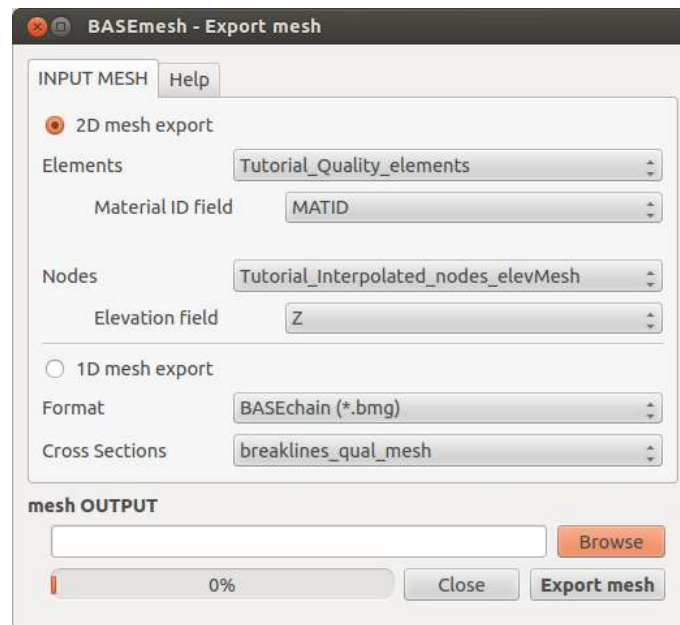 BASEmesh - Export mesh
INPUT MESH Help
2D mesh export
Elements Tutorial_Quality_elements
Material ID field MATID
Nodes Tutorial_Interpolated_nodes_elevMesh
Elevation field Z
1D mesh export
Format BASEchain (*.bmg)
Cross Sections breaklines_qual_mesh
mesh OUTPUT
Browse
0% Close Export mesh